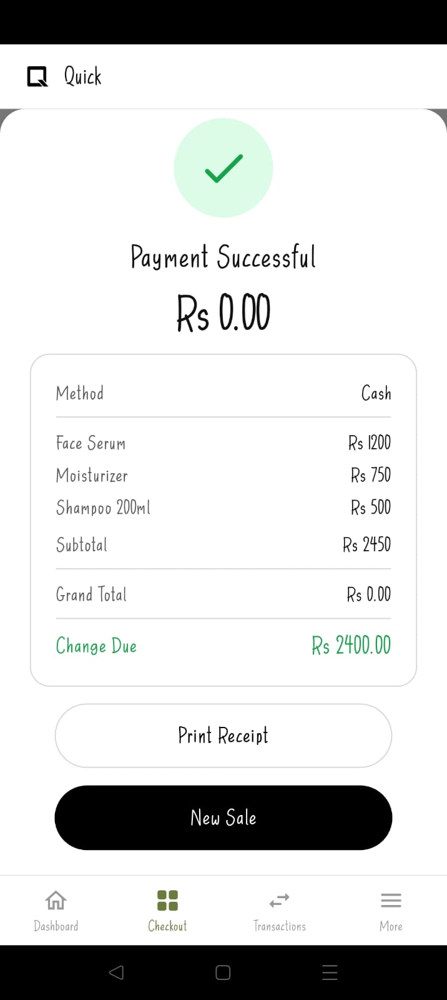 Quick
Payment Successful
Rs 0.00
Method Cash
Face Serum Rs 1200
Moisturizer Rs 750
Shampoo 200ml Rs 500
Subtotal Rs 2450
Grand Total Rs 0.00
Change Due Rs 2400.00
Print Receipt
New Sale
Dashboard Checkout Transactions More